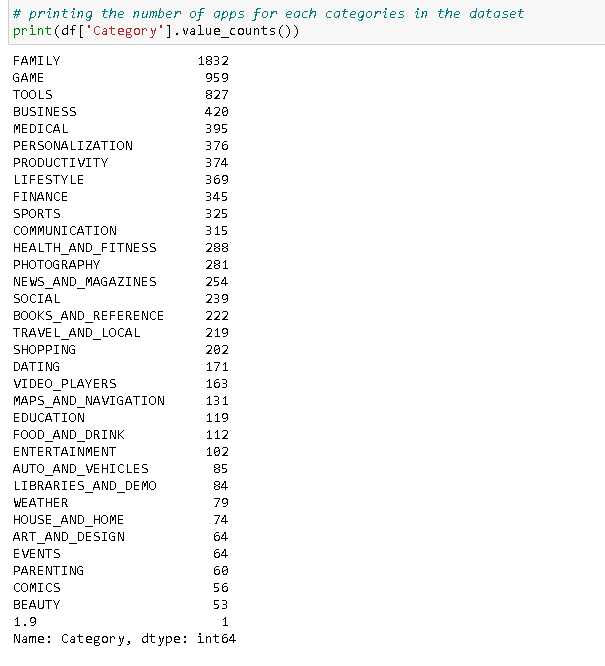 # printing the number of apps for each categories in the dataset
print(df['Category'].value_counts())
FAMILY 1832
GAME 959
TOOLS 827
BUSINESS 420
MEDICAL 395
PERSONALIZATION 376
PRODUCTIVITY 374
LIFESTYLE 369
FINANCE 345
SPORTS 325
COMMUNICATION 315
HEALTH_AND_FITNESS 288
PHOTOGRAPHY 281
NEWS_AND_MAGAZINES 254
SOCIAL 239
BOOKS_AND_REFERENCE 222
TRAVEL_AND_LOCAL 219
SHOPPING 202
DATING 171
VIDEO_PLAYERS 163
MAPS_AND_NAVIGATION 131
EDUCATION 119
FOOD_AND_DRINK 112
ENTERTAINMENT 102
AUTO_AND_VEHICLES 85
LIBRARIES_AND_DEMO 84
WEATHER 79
HOUSE_AND_HOME 74
ART_AND_DESIGN 64
EVENTS 64
PARENTING 60
COMICS 56
BEAUTY 53
1.9 1
Name: Category, dtype: int64